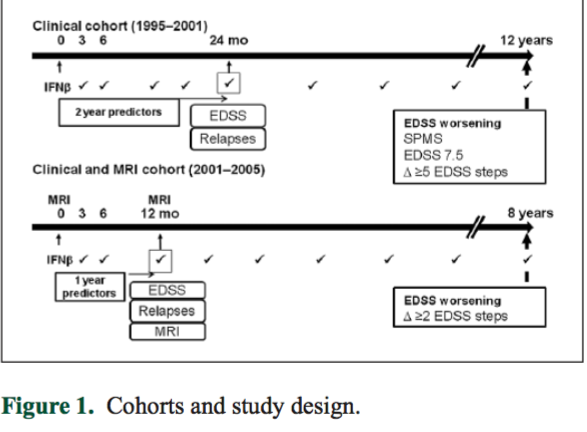 Clinical cohort (1995–2001)
0 3 6 24 mo 12 years
IFNβ ✓ ✓ ✓ ✓ ✓ ✓ ✓ ✓ ✓
2 year predictors
EDSS
Relapses
EDSS worsening
SPMS
EDSS 7.5
Δ ≥5 EDSS steps
Clinical and MRI cohort (2001–2005)
MRI MRI
0 3 6 12 mo 8 years
IFNβ ✓ ✓ ✓ ✓ ✓ ✓ ✓ ✓ ✓
1 year
predictors
EDSS
Relapses
MRI
EDSS worsening
Δ ≥2 EDSS steps
Figure 1. Cohorts and study design.